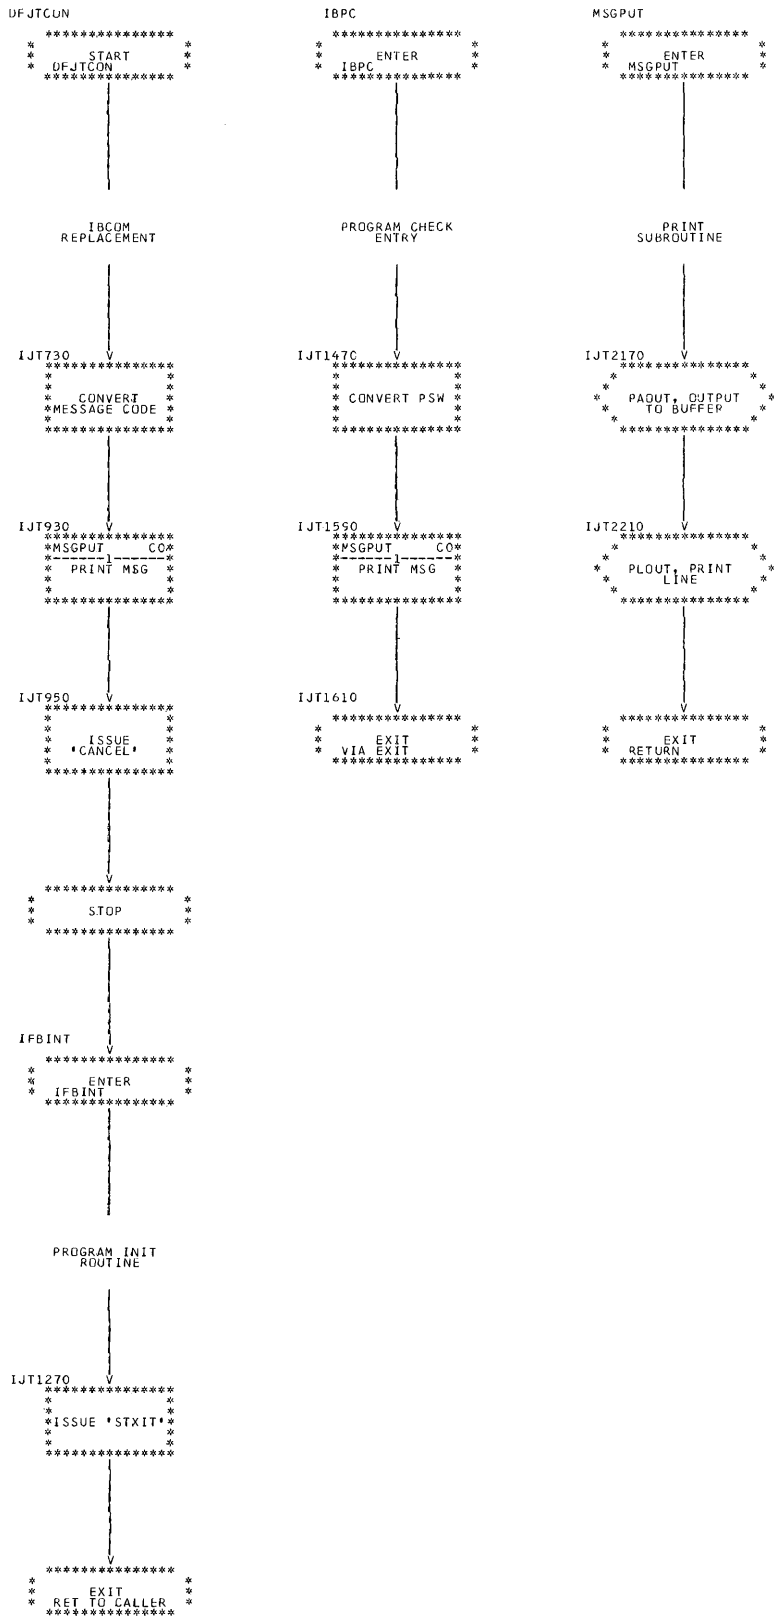 DFJTCON
START
DFJTCON
IBCOM
REPLACEMENT
IJT730
CONVERT
MESSAGE CODE
IJT930
MSGPUT CO
1
PRINT MSG
IJT950
ISSUE
'CANCEL'
STOP
IFBINT
ENTER
IFBINT
PROGRAM INIT
ROUTINE
IJT1270
ISSUE 'STXIT'
EXIT
RET TO CALLER
IBPC
ENTER
IBPC
PROGRAM CHECK
ENTRY
IJT1470
CONVERT PSW
IJT1590
MSGPUT CO
1
PRINT MSG
IJT1610
EXIT
VIA EXIT
MSGPUT
ENTER
MSGPUT
PRINT
SUBROUTINE
IJT2170
PAOUT, OUTPUT
TO BUFFER
IJT2210
PLOUT, PRINT
LINE
EXIT
RETURN